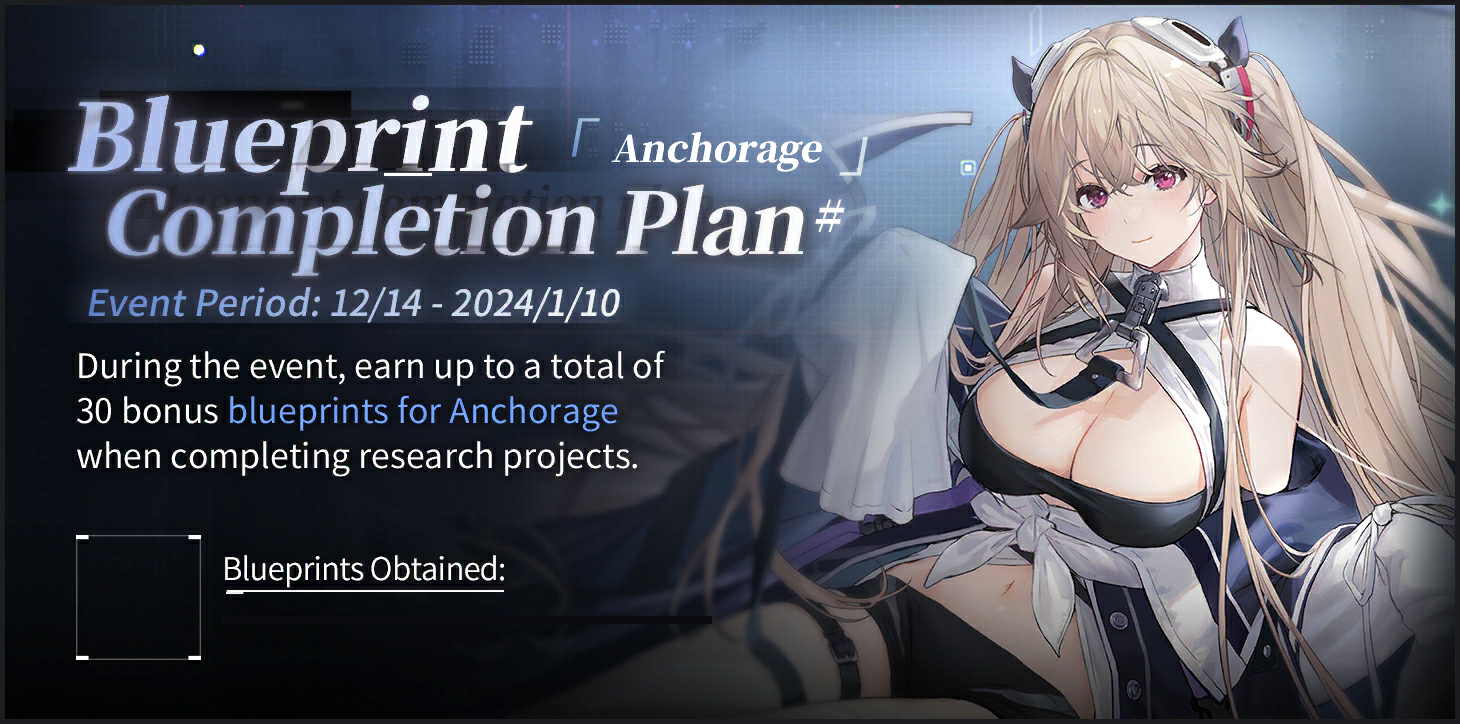 Blueprint 「 Anchorage 」
Completion Plan #
Event Period: 12/14 - 2024/1/10
During the event, earn up to a total of
30 bonus blueprints for Anchorage
when completing research projects.
Blueprints Obtained: